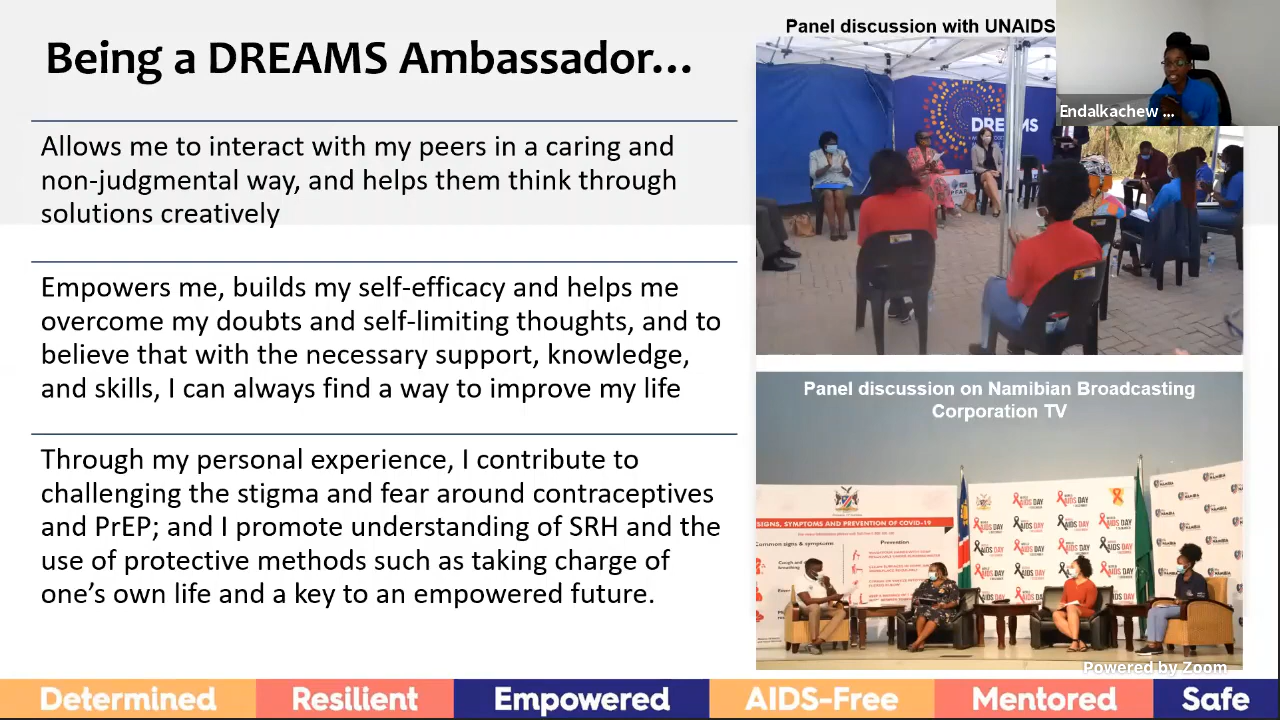 Being a DREAMS Ambassador...
Allows me to interact with my peers in a caring and
non-judgmental way, and helps them think through
solutions creatively
Empowers me, builds my self-efficacy and helps me
overcome my doubts and self-limiting thoughts, and to
believe that with the necessary support, knowledge,
and skills, I can always find a way to improve my life
Through my personal experience, I contribute to
challenging the stigma and fear around contraceptives
and PrEP; and I promote understanding of SRH and the
use of protective methods such as taking charge of
one's own life and a key to an empowered future.
Panel discussion with UNAIDS
DREAMS
Endalkachew ...
Panel discussion on Namibian Broadcasting
Corporation TV
SIGNS, SYMPTOMS AND PREVENTION OF COVID-19
Common signs & symptoms
Prevention
WORLD AIDS DAY
NAMIBIA
Powered by Zoom
Determined
Resilient
Empowered
AIDS-Free
Mentored
Safe